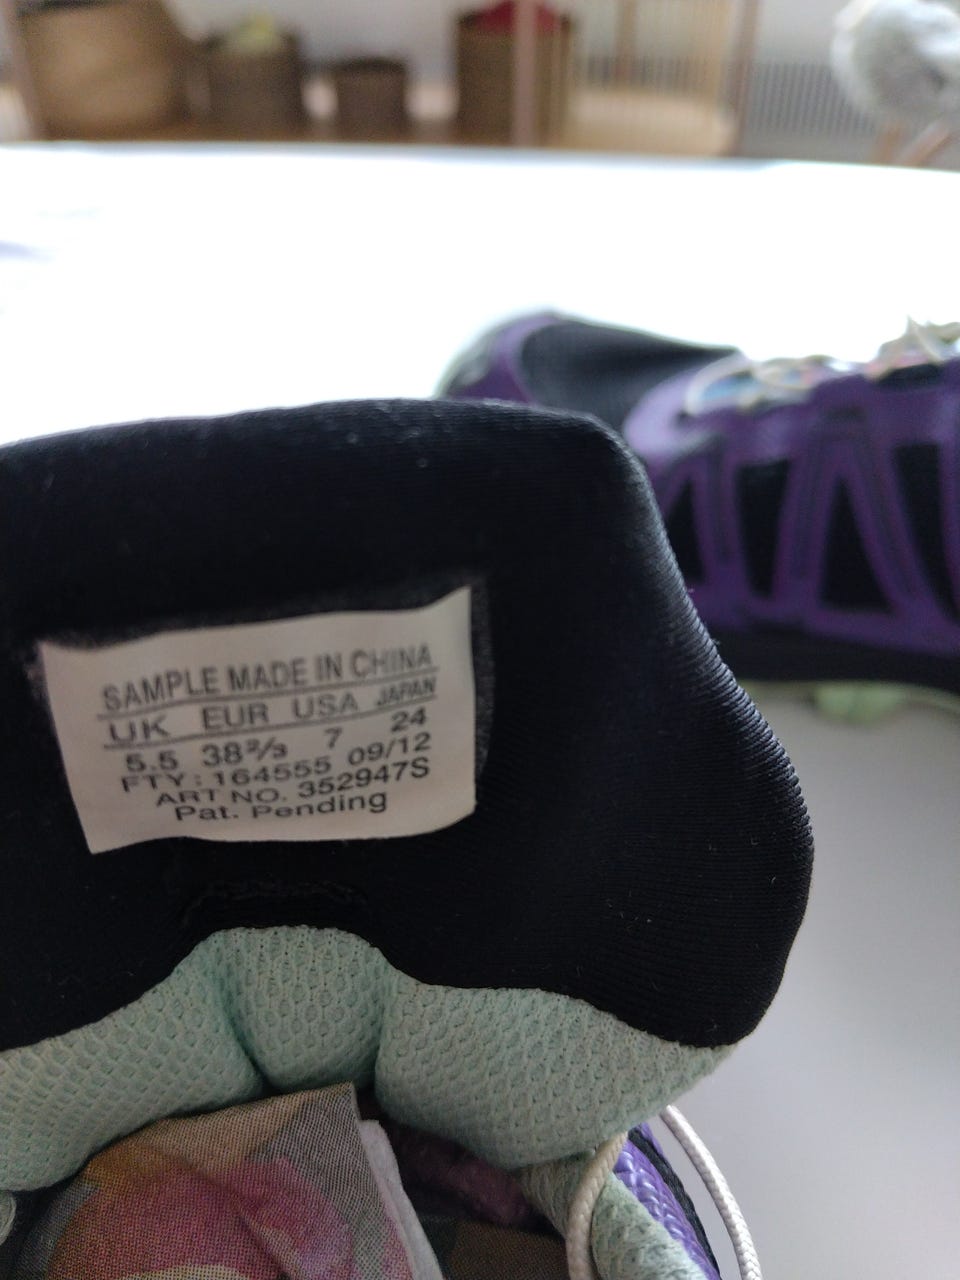 SAMPLE MADE IN CHINA
UK EUR USA JAPAN
5.5 38⅔ 7 24
FTY: 164555 09/12
ART NO. 352947S
Pat. Pending